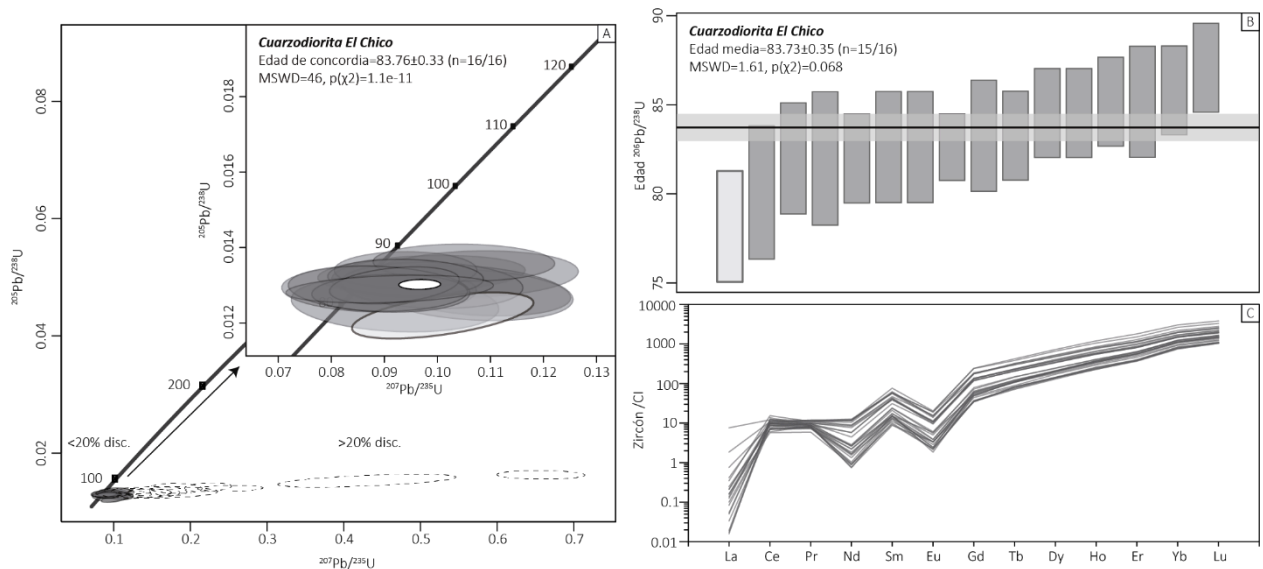 A
Cuarzodiorita El Chico
Edad de concordia=83.76±0.33 (n=16/16)
MSWD=46, p(χ2)=1.1e-11
0.018
0.016
0.014
0.012
²⁰⁵Pb/²³⁸U
120
110
100
90
0.07 0.08 0.09 0.10 0.11 0.12 0.13
²⁰⁷Pb/²³⁵U
0.08
0.06
0.04
0.02
²⁰⁵Pb/²³⁸U
200
100
<20% disc.
>20% disc.
0.1 0.2 0.3 0.4 0.5 0.6 0.7
²⁰⁷Pb/²³⁵U
B
Cuarzodiorita El Chico
Edad media=83.73±0.35 (n=15/16)
MSWD=1.61, p(χ2)=0.068
90
85
80
75
Edad ²⁰⁶Pb/²³⁸U
C
10000
1000
100
10
1
0.1
0.01
Zircón /CI
La Ce Pr Nd Sm Eu Gd Tb Dy Ho Er Yb Lu